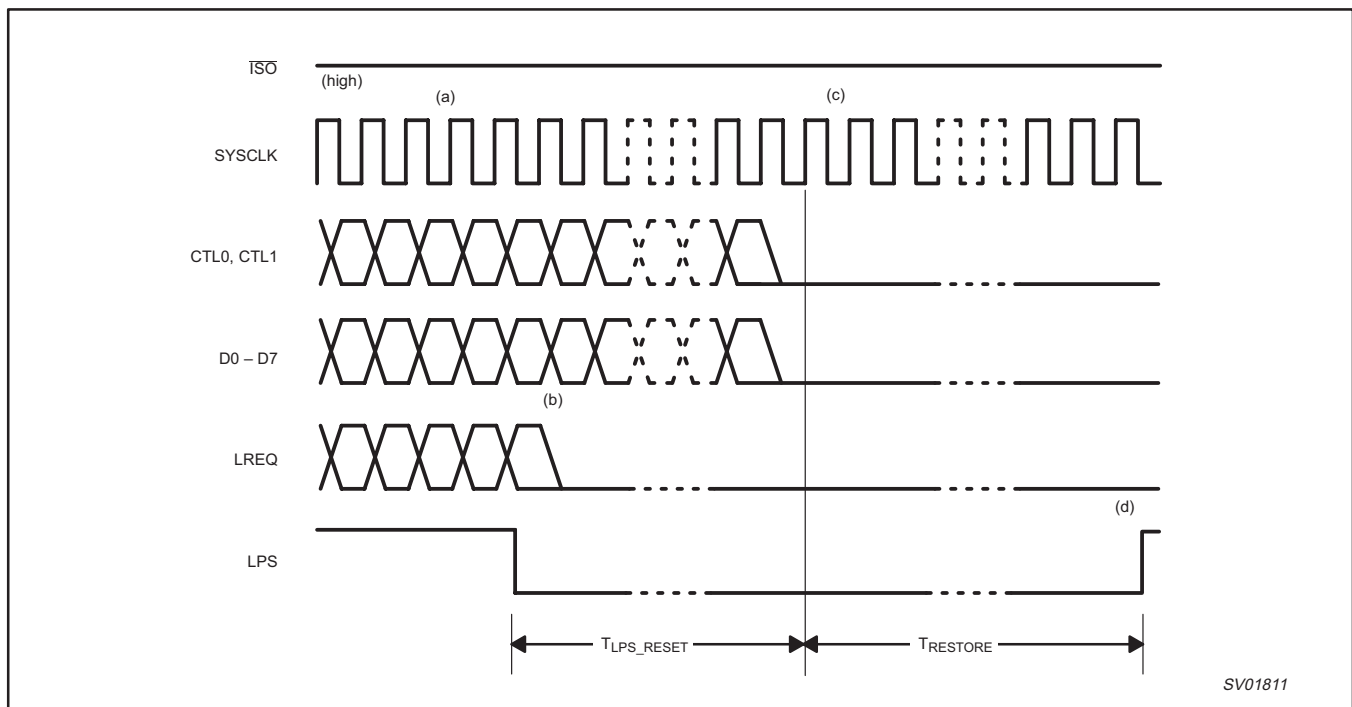 ISO
(high)
(a)
(c)
SYSCLK
CTL0, CTL1
D0 – D7
(b)
LREQ
(d)
LPS
TLPS_RESET
TRESTORE
SV01811